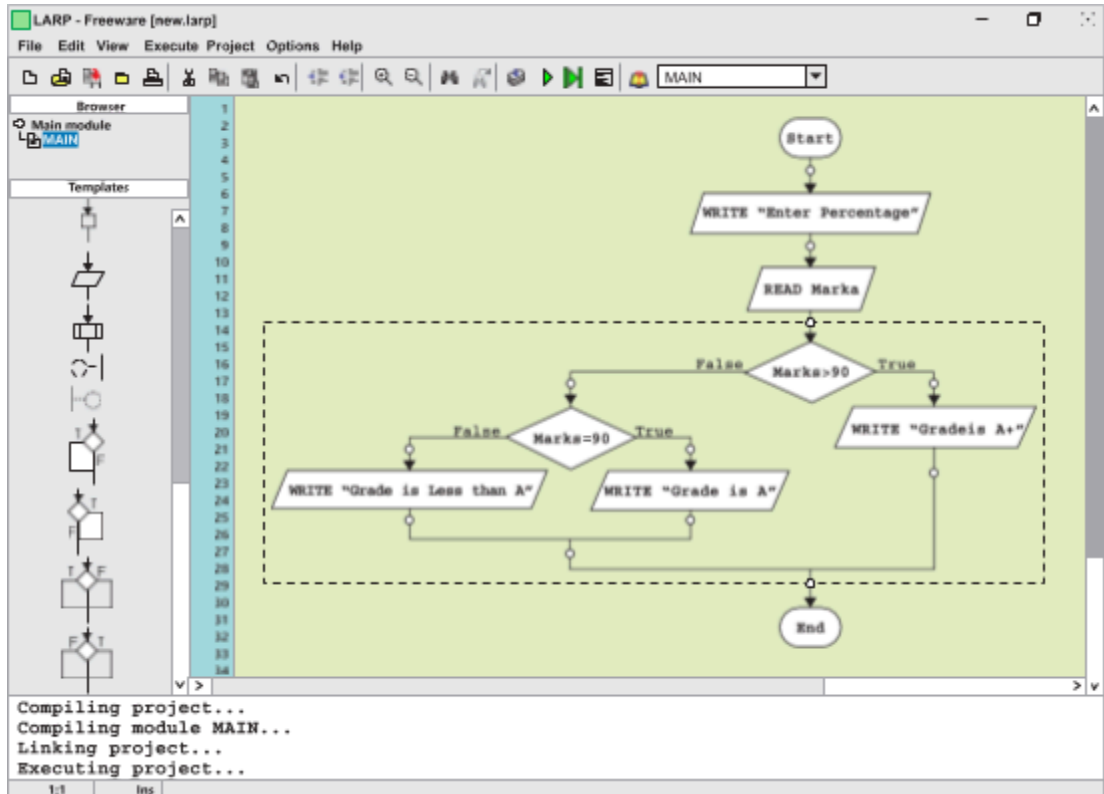 LARP - Freeware [new.larp]
File Edit View Execute Project Options Help
MAIN
Browser
Main module
MAIN
Templates
T
F
T
F
T F
F T
1
2
3
4
5
6
7
8
9
10
11
12
13
14
15
16
17
18
19
20
21
22
23
24
25
26
27
28
29
30
31
32
33
34
Start
WRITE "Enter Percentage"
READ Marka
False Marks>90 True
WRITE "Gradeis A+"
False Marks=90 True
WRITE "Grade is Less than A" WRITE "Grade is A"
End
Compiling project...
Compiling module MAIN...
Linking project...
Executing project...
1:1 Ins